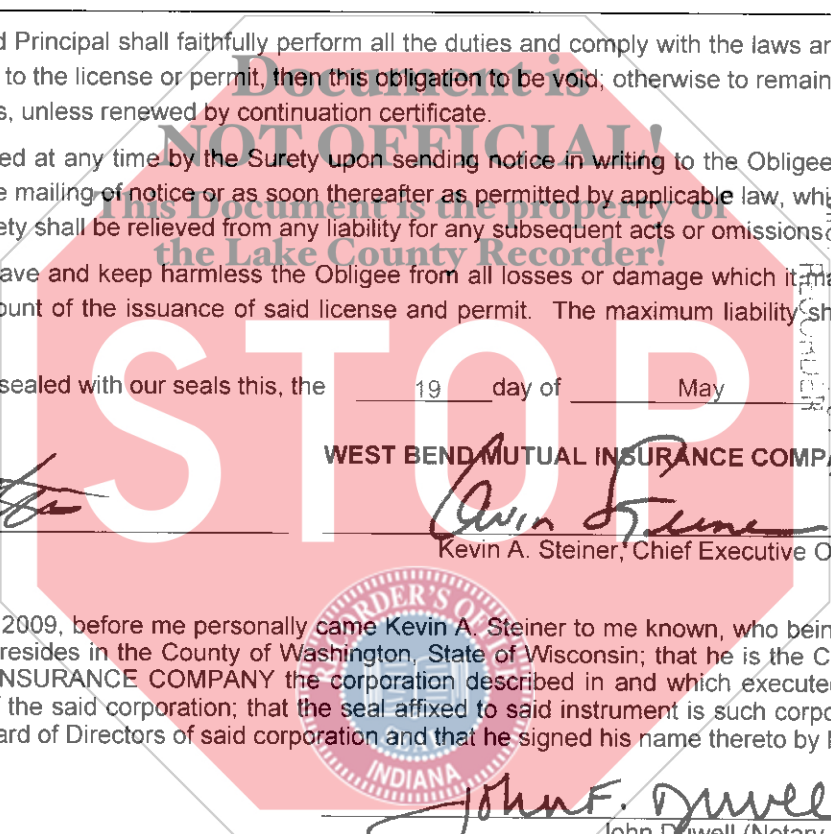 d Principal shall faithfully perform all the duties and comply with the laws ar
to the license or permit, then this obligation to be void; otherwise to remain
Document is
s, unless renewed by continuation certificate.
NOT OFFICIAL!
ed at any time by the Surety upon sending notice in writing to the Obligee
e mailing of notice or as soon thereafter as permitted by applicable law, whi
This Document is the property of
ety shall be relieved from any liability for any subsequent acts or omissions
the Lake County Recorder!
ave and keep harmless the Obligee from all losses or damage which it ma
ount of the issuance of said license and permit. The maximum liability sh
RECORDER
STOP
sealed with our seals this, the 19 day of May
WEST BEND MUTUAL INSURANCE COMPA
Kevin A. Steiner, Chief Executive O
RECORDER'S OFFICE
2009, before me personally came Kevin A. Steiner to me known, who bein
resides in the County of Washington, State of Wisconsin; that he is the C
INSURANCE COMPANY the corporation described in and which execute
f the said corporation; that the seal affixed to said instrument is such corpo
ard of Directors of said corporation and that he signed his name thereto by l
SEAL
INDIANA
John F. Duwell
John Duwell (Notary